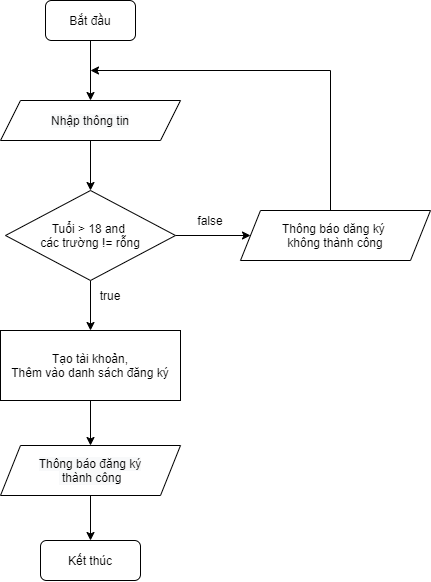 Bắt đầu
Nhập thông tin
Tuổi > 18 and
các trường != rỗng
false
Thông báo dăng ký
không thành công
true
Tạo tài khoản,
Thêm vào danh sách đăng ký
Thông báo đăng ký
thành công
Kết thúc